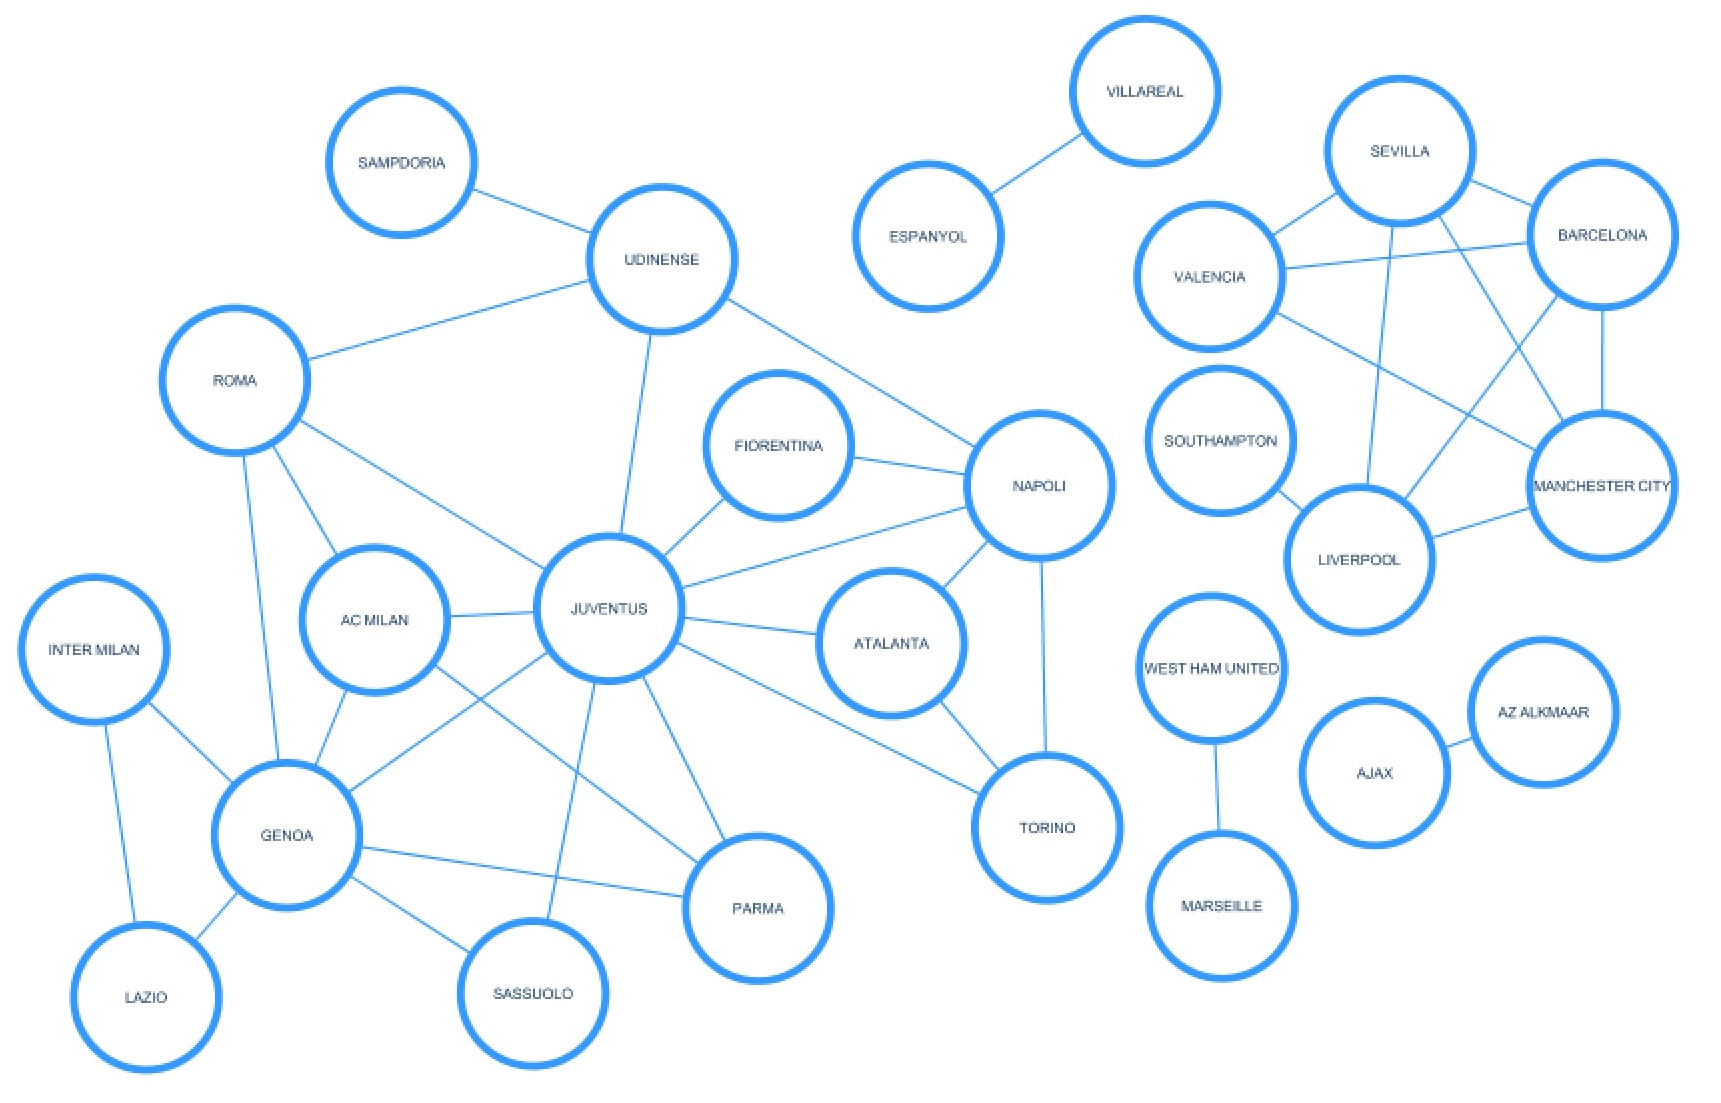 VILLAREAL
SEVILLA
SAMPDORIA
BARCELONA
ESPANYOL
UDINENSE
VALENCIA
ROMA
SOUTHAMPTON
FIORENTINA
NAPOLI
MANCHESTER CITY
LIVERPOOL
JUVENTUS
AC MILAN
ATALANTA
INTER MILAN
WEST HAM UNITED
AZ ALKMAAR
AJAX
TORINO
GENOA
MARSEILLE
PARMA
SASSUOLO
LAZIO